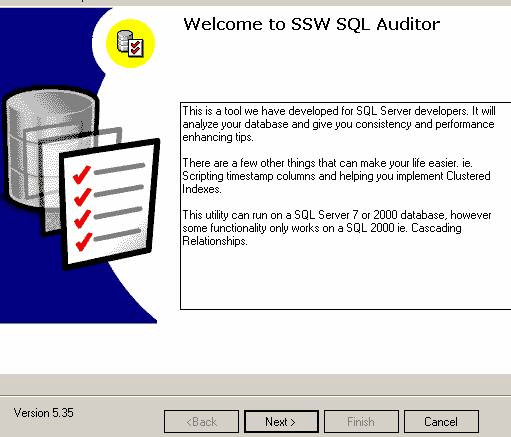 Welcome to SSW SQL Auditor
This is a tool we have developed for SQL Server developers. It will
analyze your database and give you consistency and performance
enhancing tips.
There are a few other things that can make your life easier. ie.
Scripting timestamp columns and helping you implement Clustered
Indexes.
This utility can run on a SQL Server 7 or 2000 database, however
some functionality only works on a SQL 2000 ie. Cascading
Relationships.
Version 5.35
<Back
Next >
Finish
Cancel